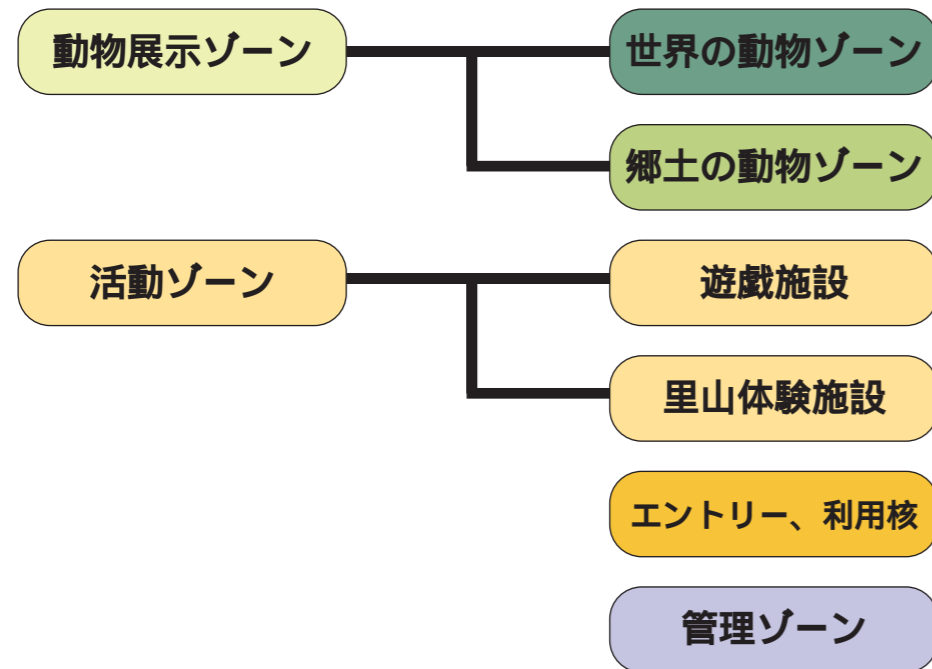 動物展示ゾーン
世界の動物ゾーン
郷土の動物ゾーン
活動ゾーン
遊戯施設
里山体験施設
エントリー、利用核
管理ゾーン